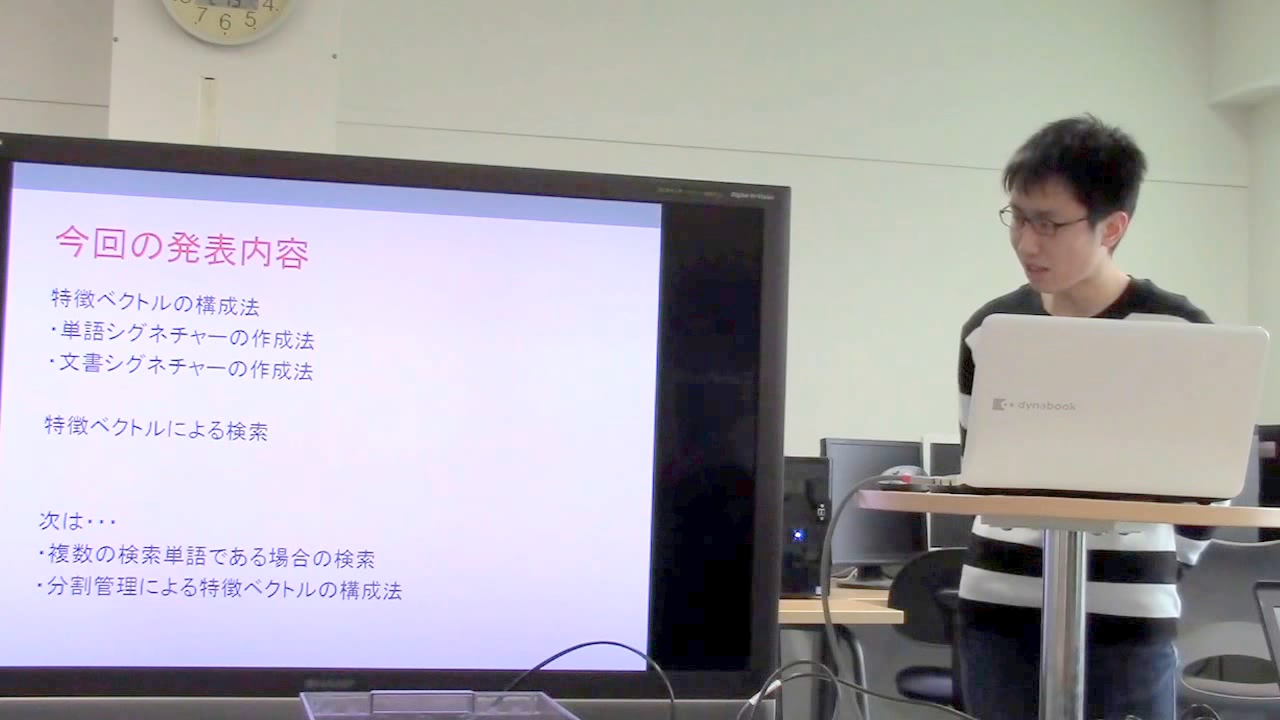 7 6 5 4
今回の発表内容
特徴ベクトルの構成法
・単語シグネチャーの作成法
・文書シグネチャーの作成法
特徴ベクトルによる検索
次は・・・
・複数の検索単語である場合の検索
・分割管理による特徴ベクトルの構成法
dynabook